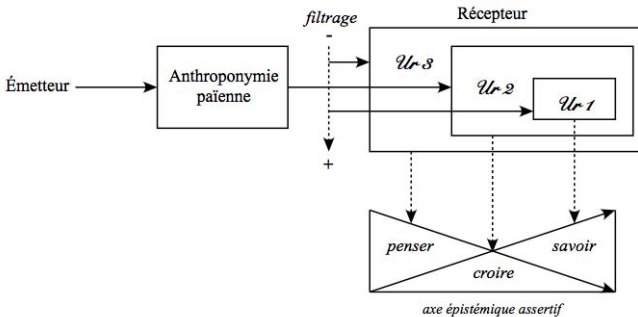 filtrage
Récepteur
-
Ur 3
Émetteur
Anthroponymie
païenne
Ur 2
Ur 1
+
penser
savoir
croire
axe épistémique assertif